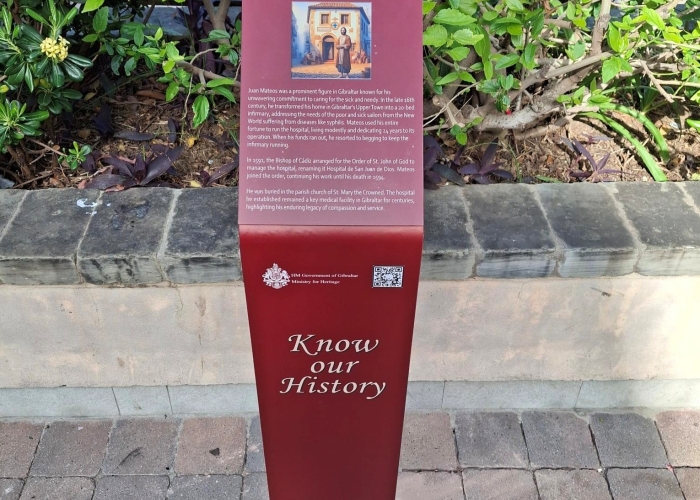 Juan Mateos was a prominent figure in Gibraltar known for his
unwavering commitment to caring for the sick and needy. In the late 16th
century, he transformed his home in Gibraltar's Upper Town into a 20-bed
infirmary, addressing the needs of the poor and sick sailors from the New
World suffering from diseases like syphilis. Mateos used his entire
fortune to run the hospital, living modestly and dedicating 24 years to its
operation. When his funds ran out, he resorted to begging to keep the
infirmary running.
In 1591, the Bishop of Cádiz arranged for the Order of St. John of God to
manage the hospital, renaming it Hospital de San Juan de Dios. Mateos
joined the order, continuing his work until his death in 1594.
He was buried in the parish church of St. Mary the Crowned. The hospital
he established remained a key medical facility in Gibraltar for centuries,
highlighting his enduring legacy of compassion and service.
HM Government of Gibraltar
Ministry for Heritage
Know
our
History